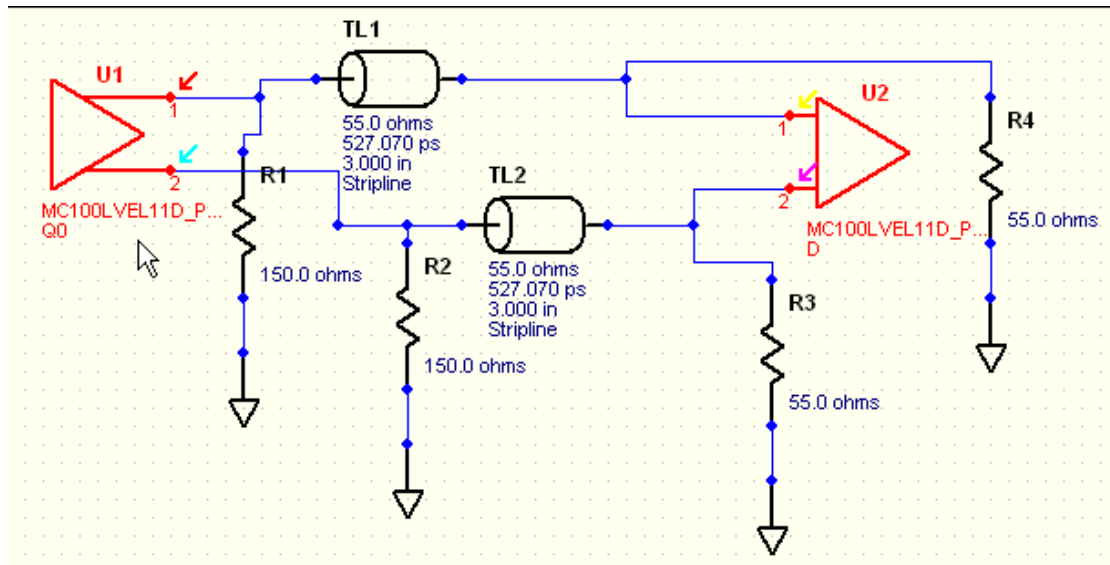 TL1
U1
1
2
MC100LVEL11D_P...
Q0
55.0 ohms
527.070 ps
3.000 in
Stripline
R1
150.0 ohms
R2
150.0 ohms
TL2
55.0 ohms
527.070 ps
3.000 in
Stripline
U2
1
2
MC100LVEL11D_P...
D
R3
55.0 ohms
R4
55.0 ohms